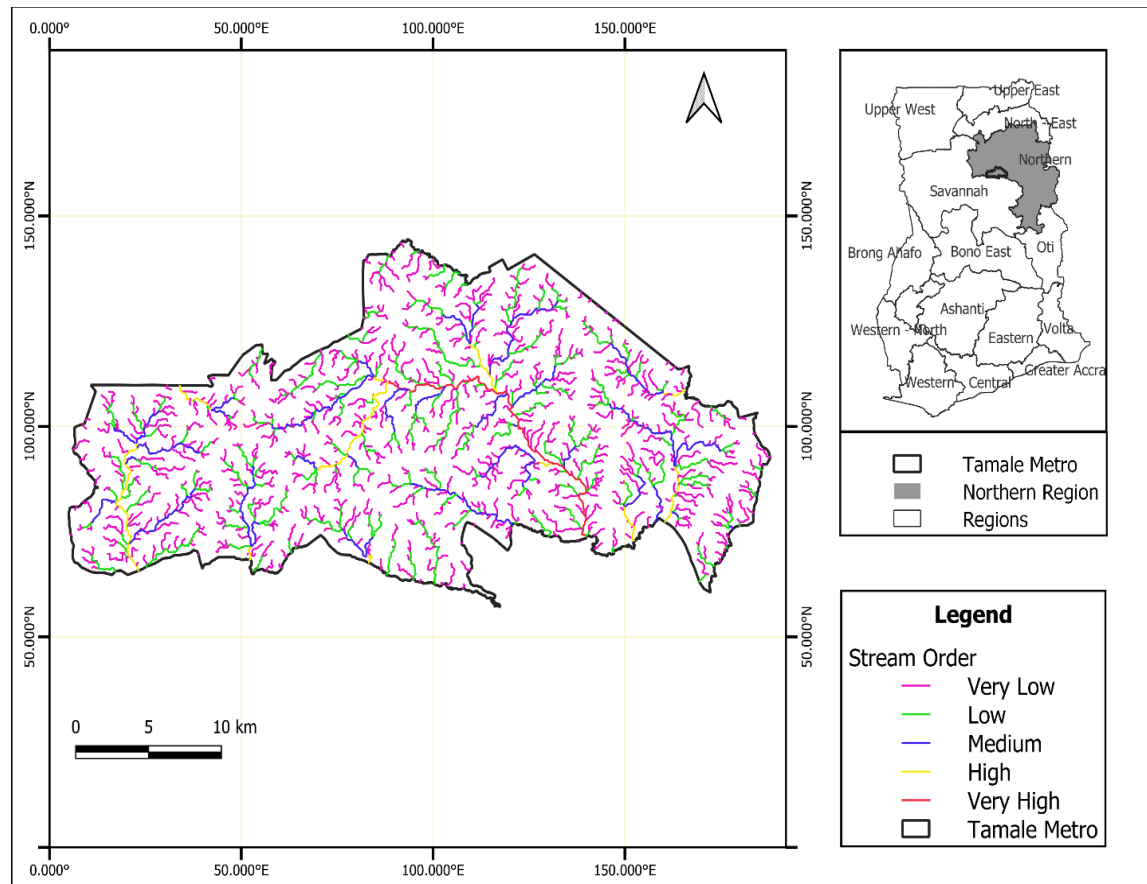 0.000°E 50.000°E 100.000°E 150.000°E
150.000°N 150.000°N
100.000°N 100.000°N
50.000°N 50.000°N
0 5 10 km
0.000°E 50.000°E 100.000°E 150.000°E
Upper East
Upper West
North - East
Northern
Savannah
Oti
Brong Ahafo
Bono East
Ashanti
Western - North
Volta
Eastern
Greater Accra
Western
Central
Tamale Metro
Northern Region
Regions
Legend
Stream Order
Very Low
Low
Medium
High
Very High
Tamale Metro